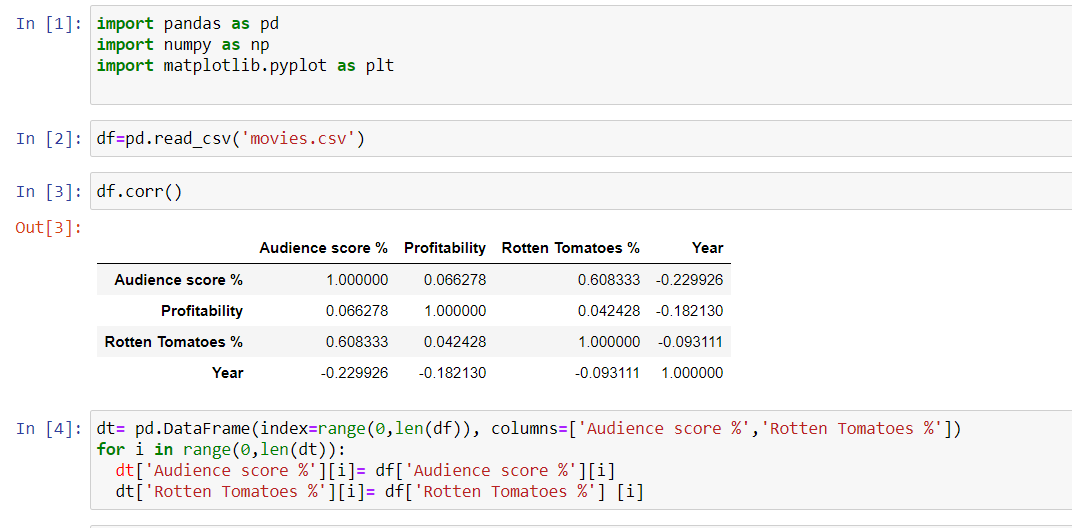 In [1]: import pandas as pd
import numpy as np
import matplotlib.pyplot as plt
In [2]: df=pd.read_csv('movies.csv')
In [3]: df.corr()
Out[3]:
Audience score % Profitability Rotten Tomatoes % Year
Audience score % 1.000000 0.066278 0.608333 -0.229926
Profitability 0.066278 1.000000 0.042428 -0.182130
Rotten Tomatoes % 0.608333 0.042428 1.000000 -0.093111
Year -0.229926 -0.182130 -0.093111 1.000000
In [4]: dt= pd.DataFrame(index=range(0,len(df)), columns=['Audience score %','Rotten Tomatoes %'])
for i in range(0,len(dt)):
  dt['Audience score %'][i]= df['Audience score %'][i]
  dt['Rotten Tomatoes %'][i]= df['Rotten Tomatoes %'] [i]